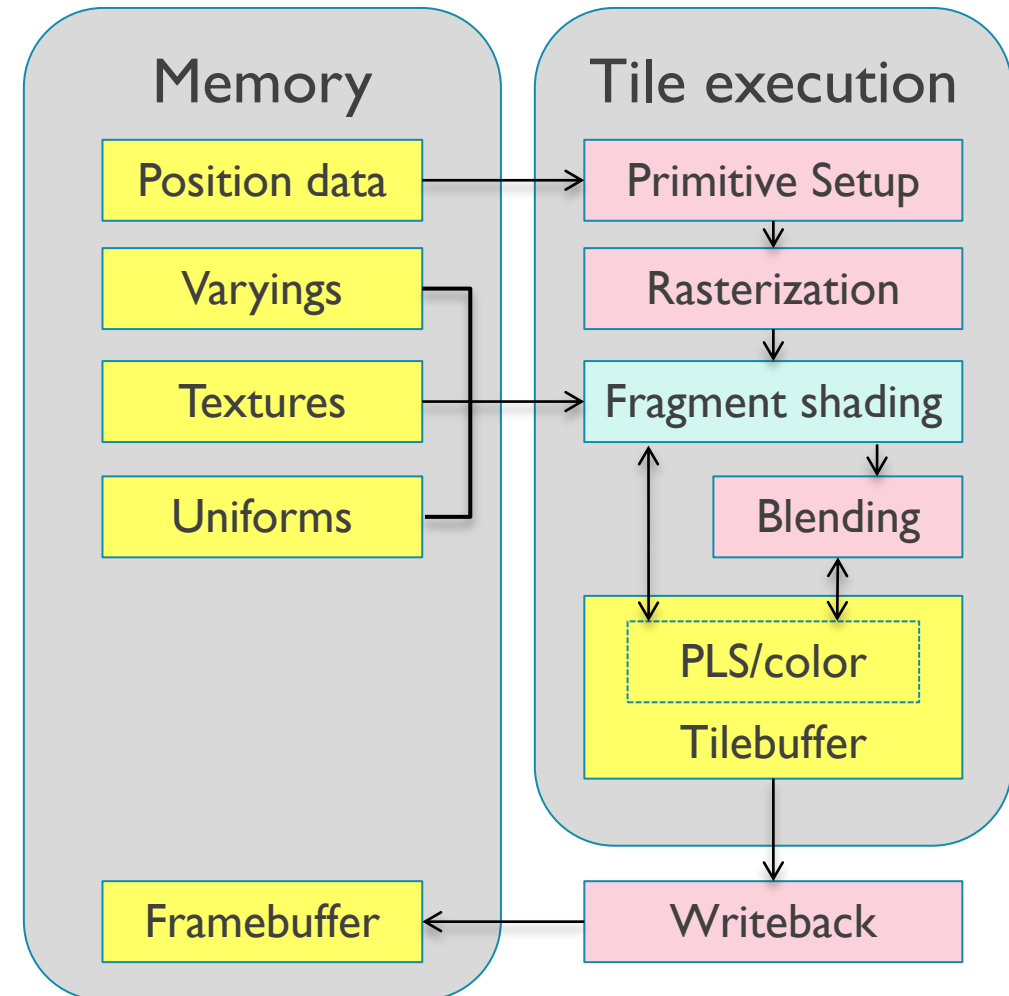 Memory
Position data
Varyings
Textures
Uniforms
Framebuffer
Tile execution
Primitive Setup
Rasterization
Fragment shading
Blending
PLS/color
Tilebuffer
Writeback